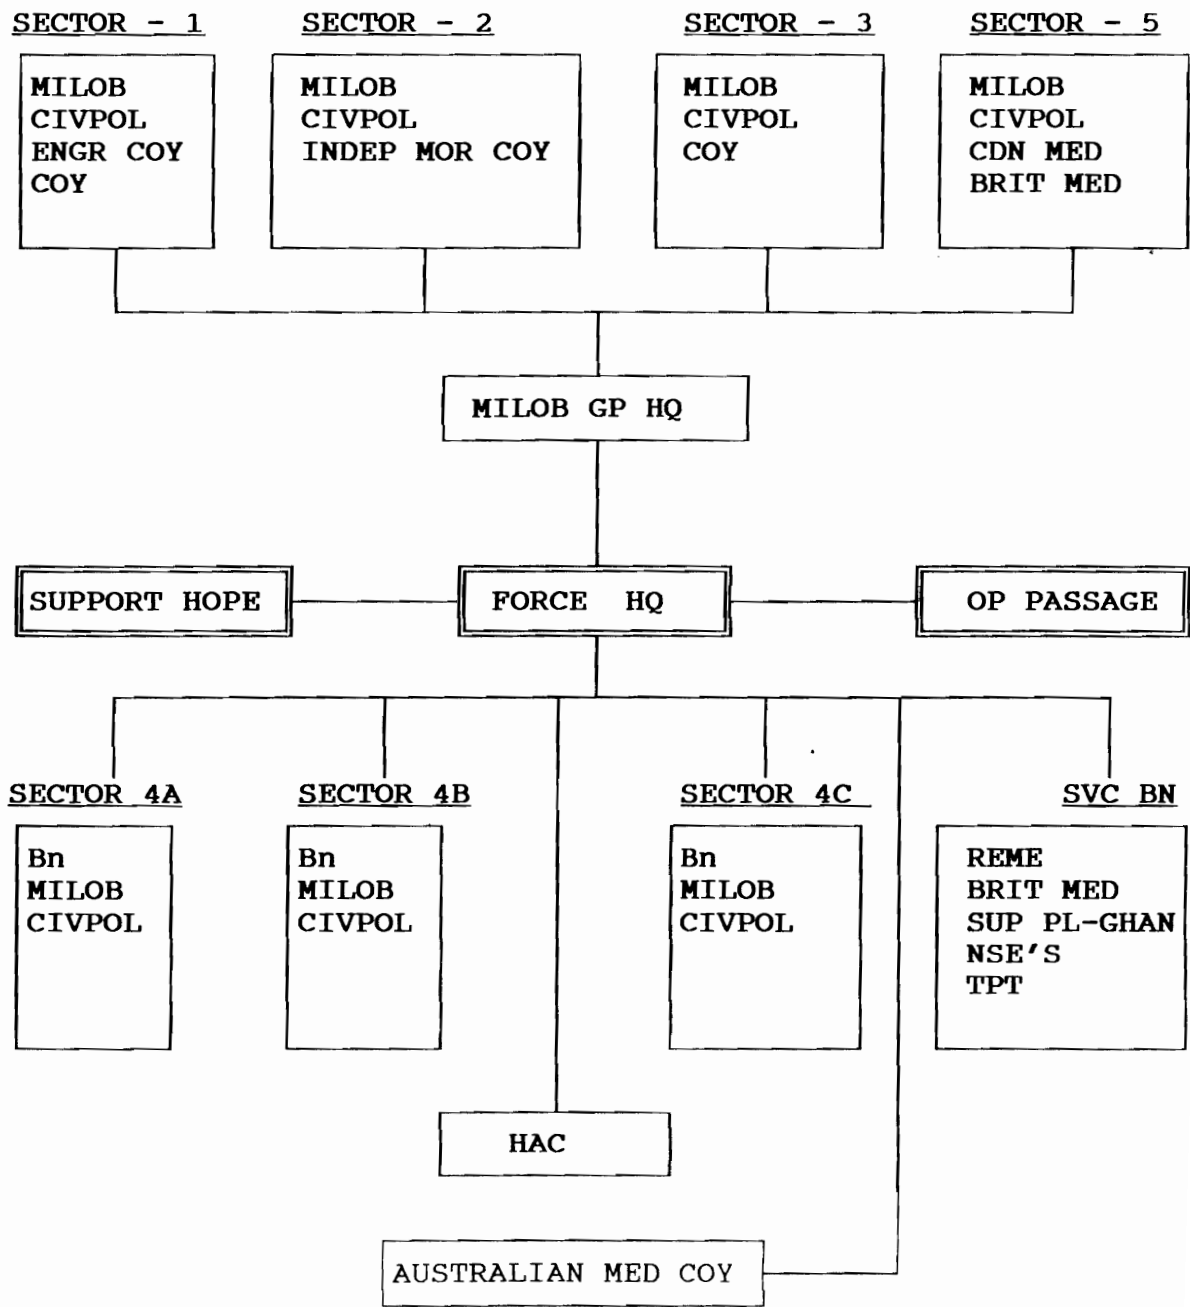 SECTOR - 1
MILOB
CIVPOL
ENGR COY
COY
SECTOR - 2
MILOB
CIVPOL
INDEP MOR COY
SECTOR - 3
MILOB
CIVPOL
COY
SECTOR - 5
MILOB
CIVPOL
CDN MED
BRIT MED
MILOB GP HQ
SUPPORT HOPE
FORCE HQ
OP PASSAGE
SECTOR 4A
Bn
MILOB
CIVPOL
SECTOR 4B
Bn
MILOB
CIVPOL
SECTOR 4C
Bn
MILOB
CIVPOL
SVC BN
REME
BRIT MED
SUP PL-GHAN
NSE'S
TPT
HAC
AUSTRALIAN MED COY